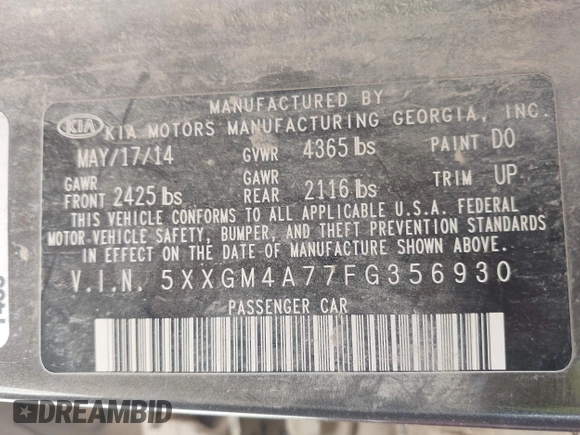 MANUFACTURED BY
KIA KIA MOTORS MANUFACTURING GEORGIA, INC.
MAY/17/14 GVWR 4365 lbs PAINT D0
GAWR FRONT 2425 lbs GAWR REAR 2116 lbs TRIM UP
THIS VEHICLE CONFORMS TO ALL APPLICABLE U.S.A. FEDERAL
MOTOR-VEHICLE SAFETY, BUMPER, AND THEFT PREVENTION STANDARDS
IN EFFECT ON THE DATE OF MANUFACTURE SHOWN ABOVE.
V.I.N. 5XXGM4A77FG356930
PASSENGER CAR
DREAMBID